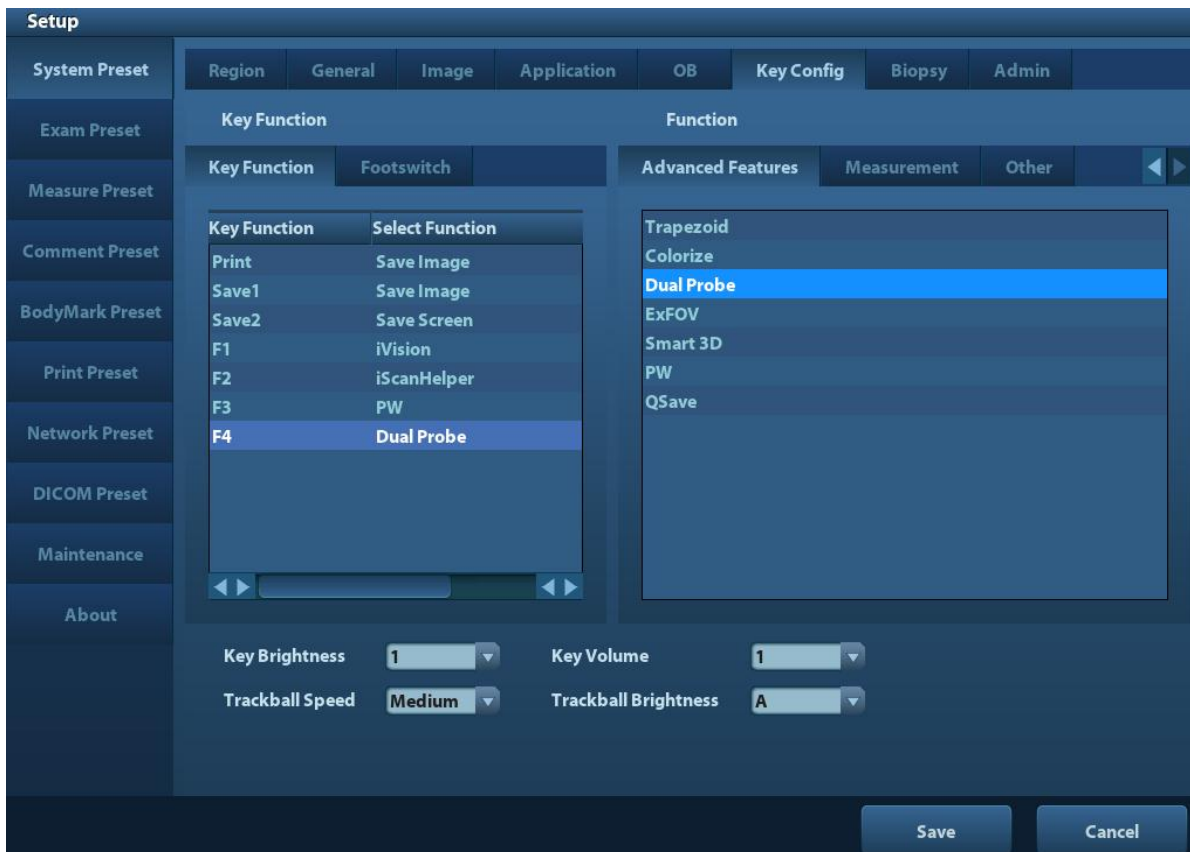 Setup
System Preset
Exam Preset
Measure Preset
Comment Preset
BodyMark Preset
Print Preset
Network Preset
DICOM Preset
Maintenance
About
Region General Image Application OB Key Config Biopsy Admin
Key Function
Key Function Footswitch
Key Function Select Function
Print Save Image
Save1 Save Image
Save2 Save Screen
F1 iVision
F2 iScanHelper
F3 PW
F4 Dual Probe
Function
Advanced Features Measurement Other
Trapezoid
Colorize
Dual Probe
ExFOV
Smart 3D
PW
QSave
Key Brightness 1 Key Volume 1
Trackball Speed Medium Trackball Brightness A
Save Cancel